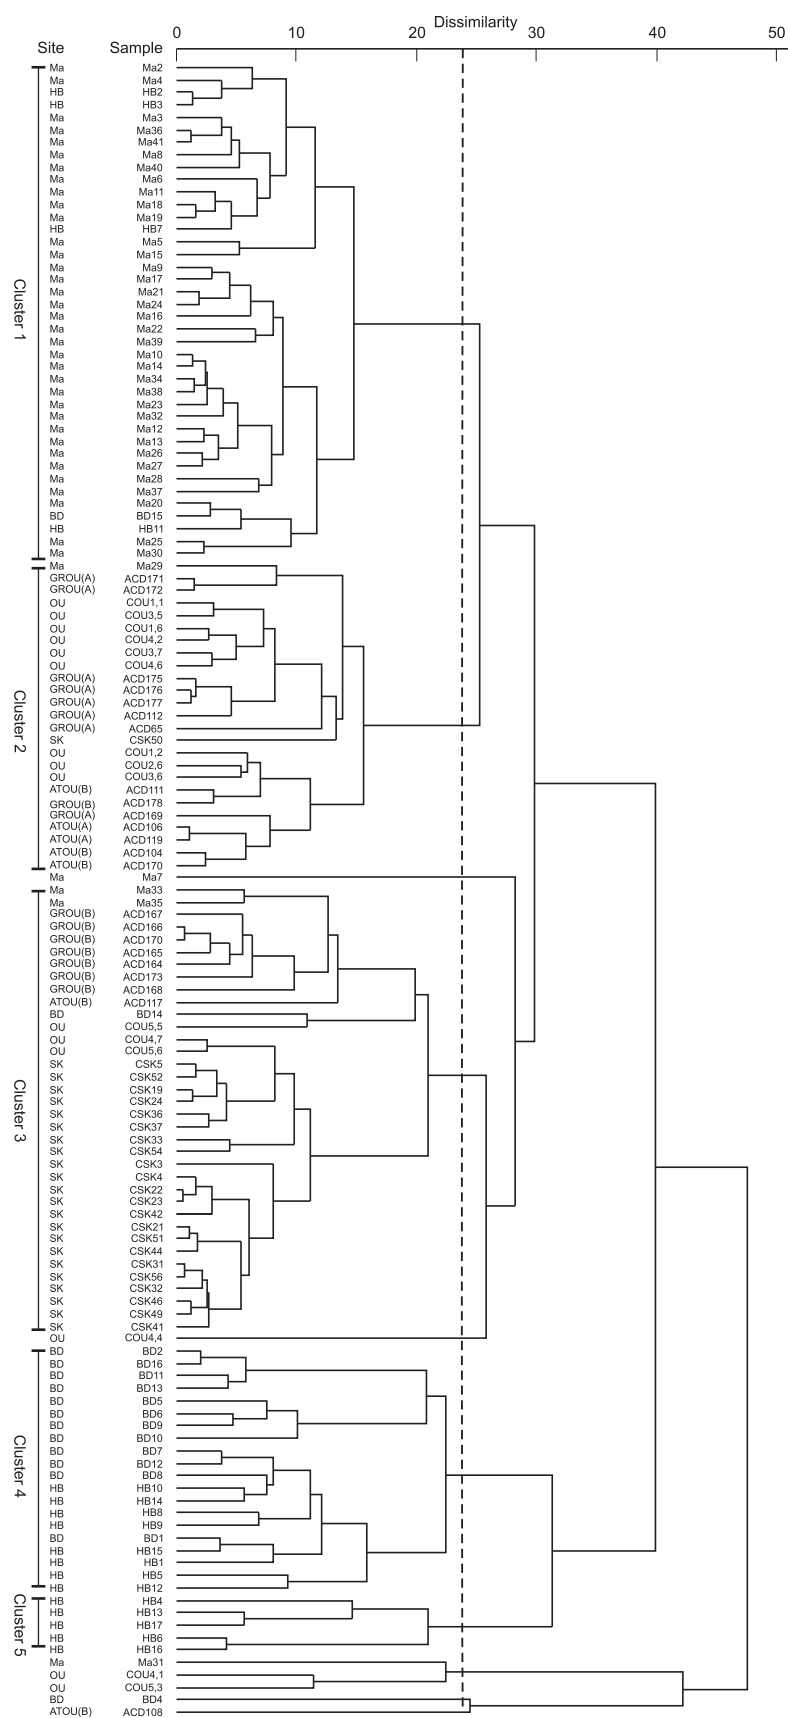 Dissimilarity
0 10 20 30 40 50
Site Sample
Ma Ma2
Ma Ma4
HB HB2
HB HB3
Ma Ma3
Ma Ma36
Ma Ma41
Ma Ma8
Ma Ma40
Ma Ma6
Ma Ma11
Ma Ma18
Ma Ma19
HB HB7
Ma Ma5
Ma Ma15
Ma Ma9
Ma Ma17
Ma Ma21
Ma Ma24
Ma Ma16
Ma Ma22
Ma Ma39
Ma Ma10
Ma Ma14
Ma Ma34
Ma Ma38
Ma Ma23
Ma Ma32
Ma Ma12
Ma Ma13
Ma Ma26
Ma Ma27
Ma Ma28
Ma Ma37
Ma Ma20
BD BD15
HB HB11
Ma Ma25
Ma Ma30
Cluster 1
Ma Ma29
GROU(A) ACD171
GROU(A) ACD172
OU COU1,1
OU COU3,5
OU COU1,6
OU COU4,2
OU COU3,7
OU COU4,6
GROU(A) ACD175
GROU(A) ACD176
GROU(A) ACD177
GROU(A) ACD112
GROU(A) ACD65
SK CSK50
OU COU1,2
OU COU2,6
OU COU3,6
ATOU(B) ACD111
GROU(B) ACD178
GROU(A) ACD169
ATOU(A) ACD106
ATOU(A) ACD119
ATOU(B) ACD104
ATOU(B) ACD170
Cluster 2
Ma Ma7
Ma Ma33
Ma Ma35
GROU(B) ACD167
GROU(B) ACD166
GROU(B) ACD170
GROU(B) ACD165
GROU(B) ACD164
GROU(B) ACD173
GROU(B) ACD168
ATOU(B) ACD117
BD BD14
OU COU5,5
OU COU4,7
OU COU5,6
SK CSK5
SK CSK52
SK CSK19
SK CSK24
SK CSK36
SK CSK37
SK CSK33
SK CSK54
SK CSK3
SK CSK4
SK CSK22
SK CSK23
SK CSK42
SK CSK21
SK CSK51
SK CSK44
SK CSK31
SK CSK56
SK CSK32
SK CSK46
SK CSK49
SK CSK41
Cluster 3
OU COU4,4
BD BD2
BD BD16
BD BD11
BD BD13
BD BD5
BD BD6
BD BD9
BD BD10
BD BD7
BD BD12
BD BD8
HB HB10
HB HB14
HB HB8
HB HB9
BD BD1
HB HB15
HB HB1
HB HB5
HB HB12
Cluster 4
HB HB4
HB HB13
HB HB17
HB HB6
HB HB16
Cluster 5
Ma Ma31
OU COU4,1
OU COU5,3
BD BD4
ATOU(B) ACD108